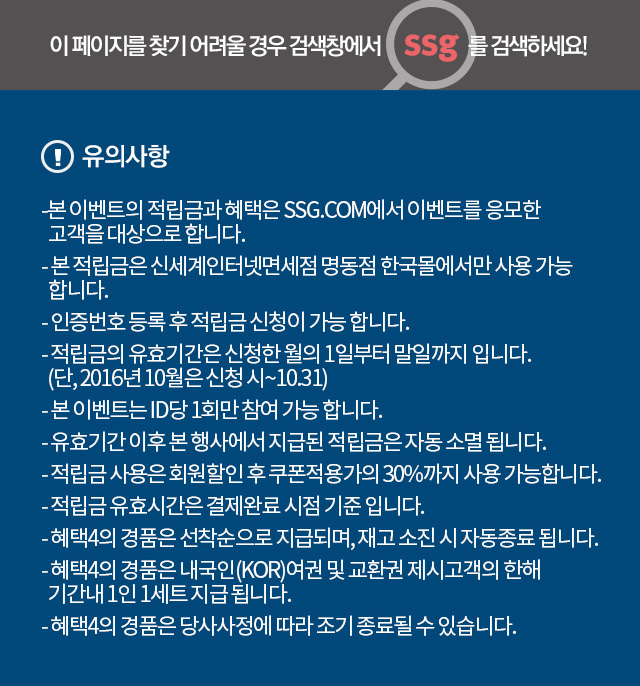 이 페이지를 찾기 어려울 경우 검색창에서 ssg 를 검색하세요!
! 유의사항
-본 이벤트의 적립금과 혜택은 SSG.COM에서 이벤트를 응모한
고객을 대상으로 합니다.
- 본 적립금은 신세계인터넷면세점 명동점 한국몰에서만 사용 가능
합니다.
- 인증번호 등록 후 적립금 신청이 가능 합니다.
- 적립금의 유효기간은 신청한 월의 1일부터 말일까지 입니다.
(단, 2016년 10월은 신청 시~10.31)
- 본 이벤트는 ID당 1회만 참여 가능 합니다.
- 유효기간 이후 본 행사에서 지급된 적립금은 자동 소멸 됩니다.
- 적립금 사용은 회원할인 후 쿠폰적용가의 30%까지 사용 가능합니다.
- 적립금 유효시간은 결제완료 시점 기준 입니다.
- 혜택4의 경품은 선착순으로 지급되며, 재고 소진 시 자동종료 됩니다.
- 혜택4의 경품은 내국인(KOR)여권 및 교환권 제시고객의 한해
기간내 1인 1세트 지급 됩니다.
- 혜택4의 경품은 당사사정에 따라 조기 종료될 수 있습니다.